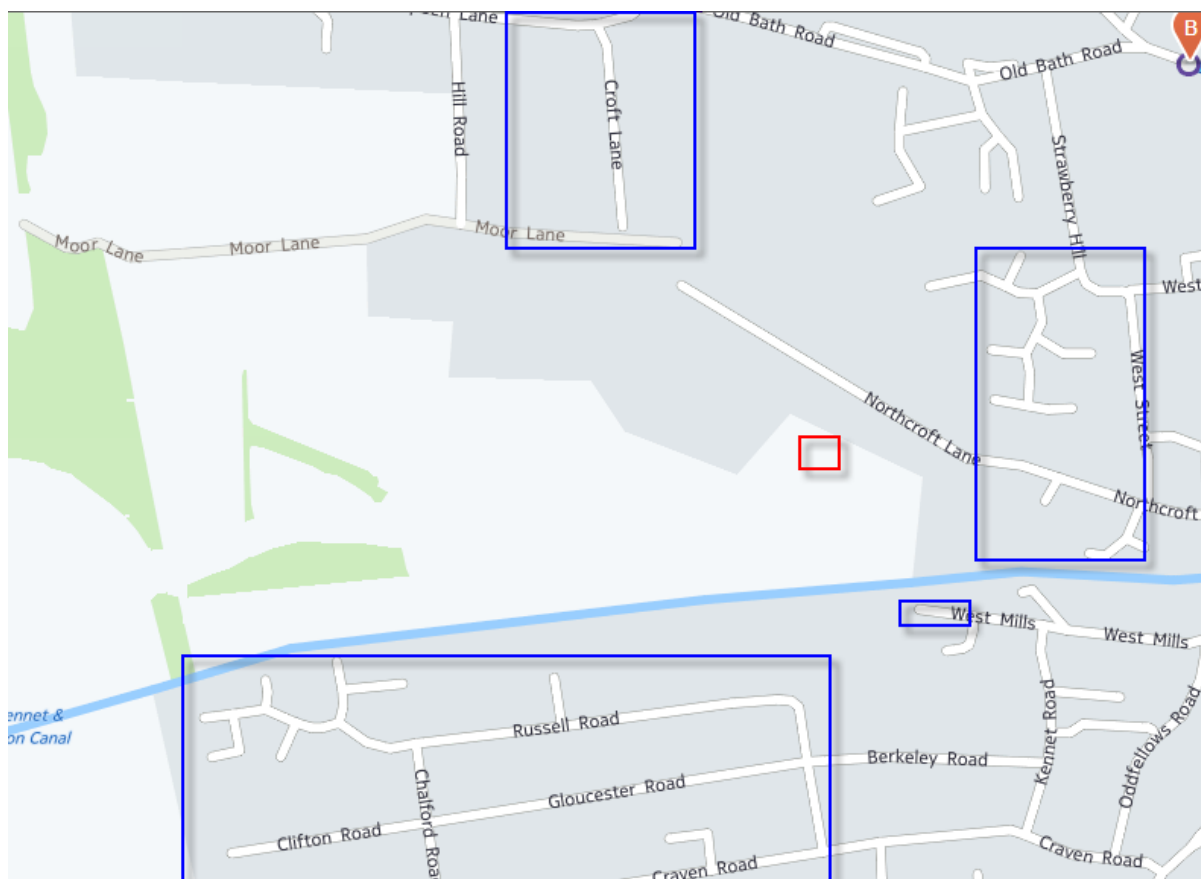 Lane
Old Bath Road
B
Old Bath Road
Hill Road
Croft Lane
Strawberry Hill
Moor Lane
Moor Lane
Moor Lane
West
West Street
Northcroft Lane
Northcroft
West Mills
West Mills
ennet &
on Canal
Russell Road
Kennet Road
Oddfellows Road
Berkeley Road
Chalford Road
Gloucester Road
Clifton Road
Craven Road
Craven Road